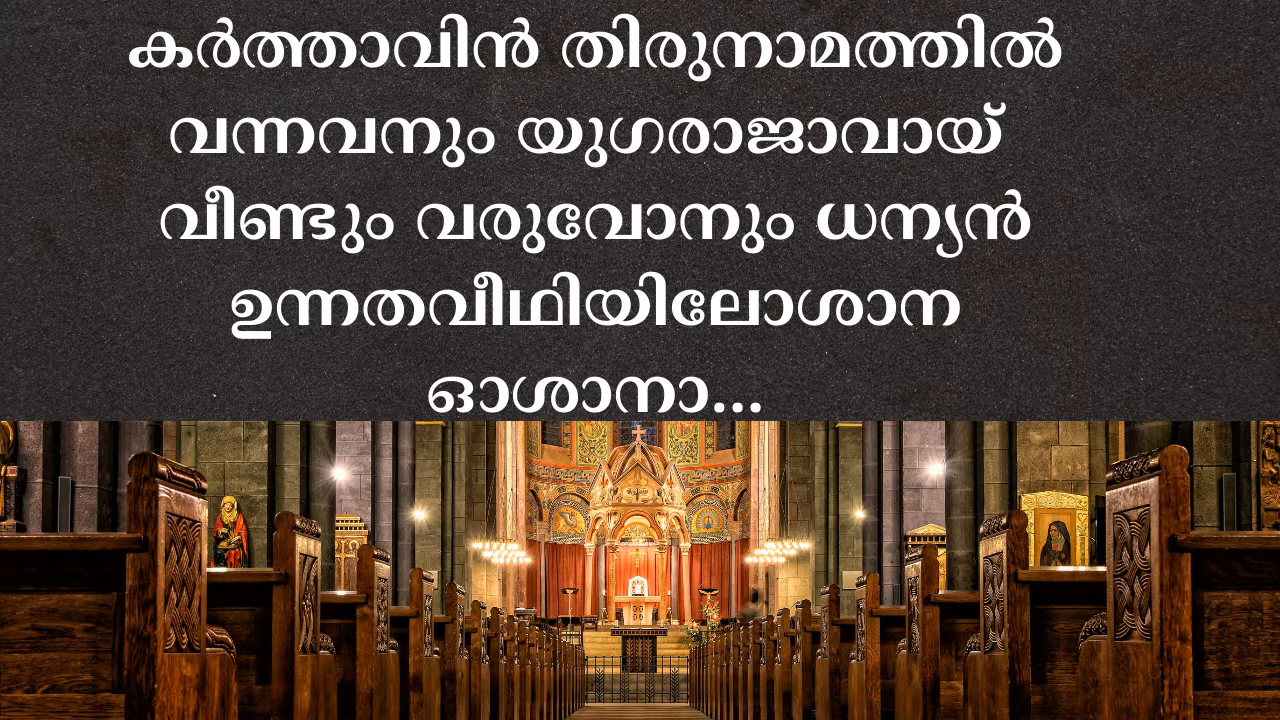 കർത്താവിൻ തിരുനാമത്തിൽ
വന്നവനും യുഗരാജാവായ്
വീണ്ടും വരുവോനും ധന്യൻ
ഉന്നതവീഥിയിലോശാന
ഓശാനാ...